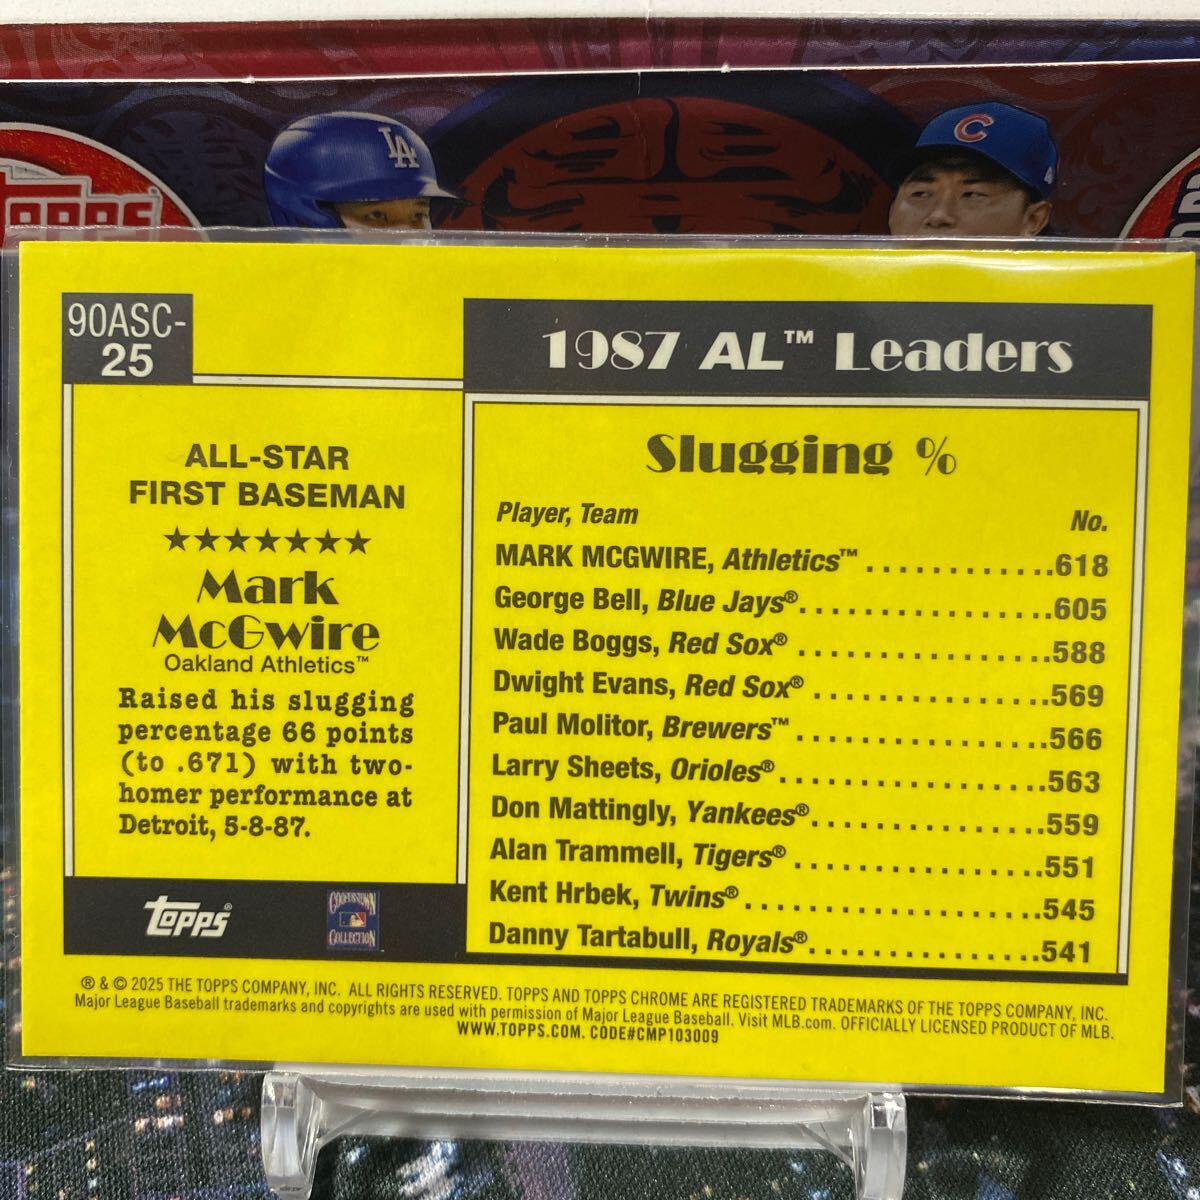 LA
C
TOPPS
90ASC-
25
1987 AL™ Leaders
ALL-STAR
FIRST BASEMAN
★★★★★★★
Mark
McGwire
Oakland Athletics™
Raised his slugging
percentage 66 points
(to .671) with two-
homer performance at
Detroit, 5-8-87.
Slugging %
Player, Team No.
MARK MCGWIRE, Athletics™ ............618
George Bell, Blue Jays®................605
Wade Boggs, Red Sox® ................588
Dwight Evans, Red Sox® ...............569
Paul Molitor, Brewers™ ................566
Larry Sheets, Orioles®.................563
Don Mattingly, Yankees®...............559
Alan Trammell, Tigers® ................551
Kent Hrbek, Twins®...................545
Danny Tartabull, Royals®...............541
Topps®
COOPERSTOWN
COLLECTION
® & © 2025 THE TOPPS COMPANY, INC. ALL RIGHTS RESERVED. TOPPS AND TOPPS CHROME ARE REGISTERED TRADEMARKS OF THE TOPPS COMPANY, INC.
Major League Baseball trademarks and copyrights are used with permission of Major League Baseball. Visit MLB.com. OFFICIALLY LICENSED PRODUCT OF MLB.
WWW.TOPPS.COM. CODE#CMP103009